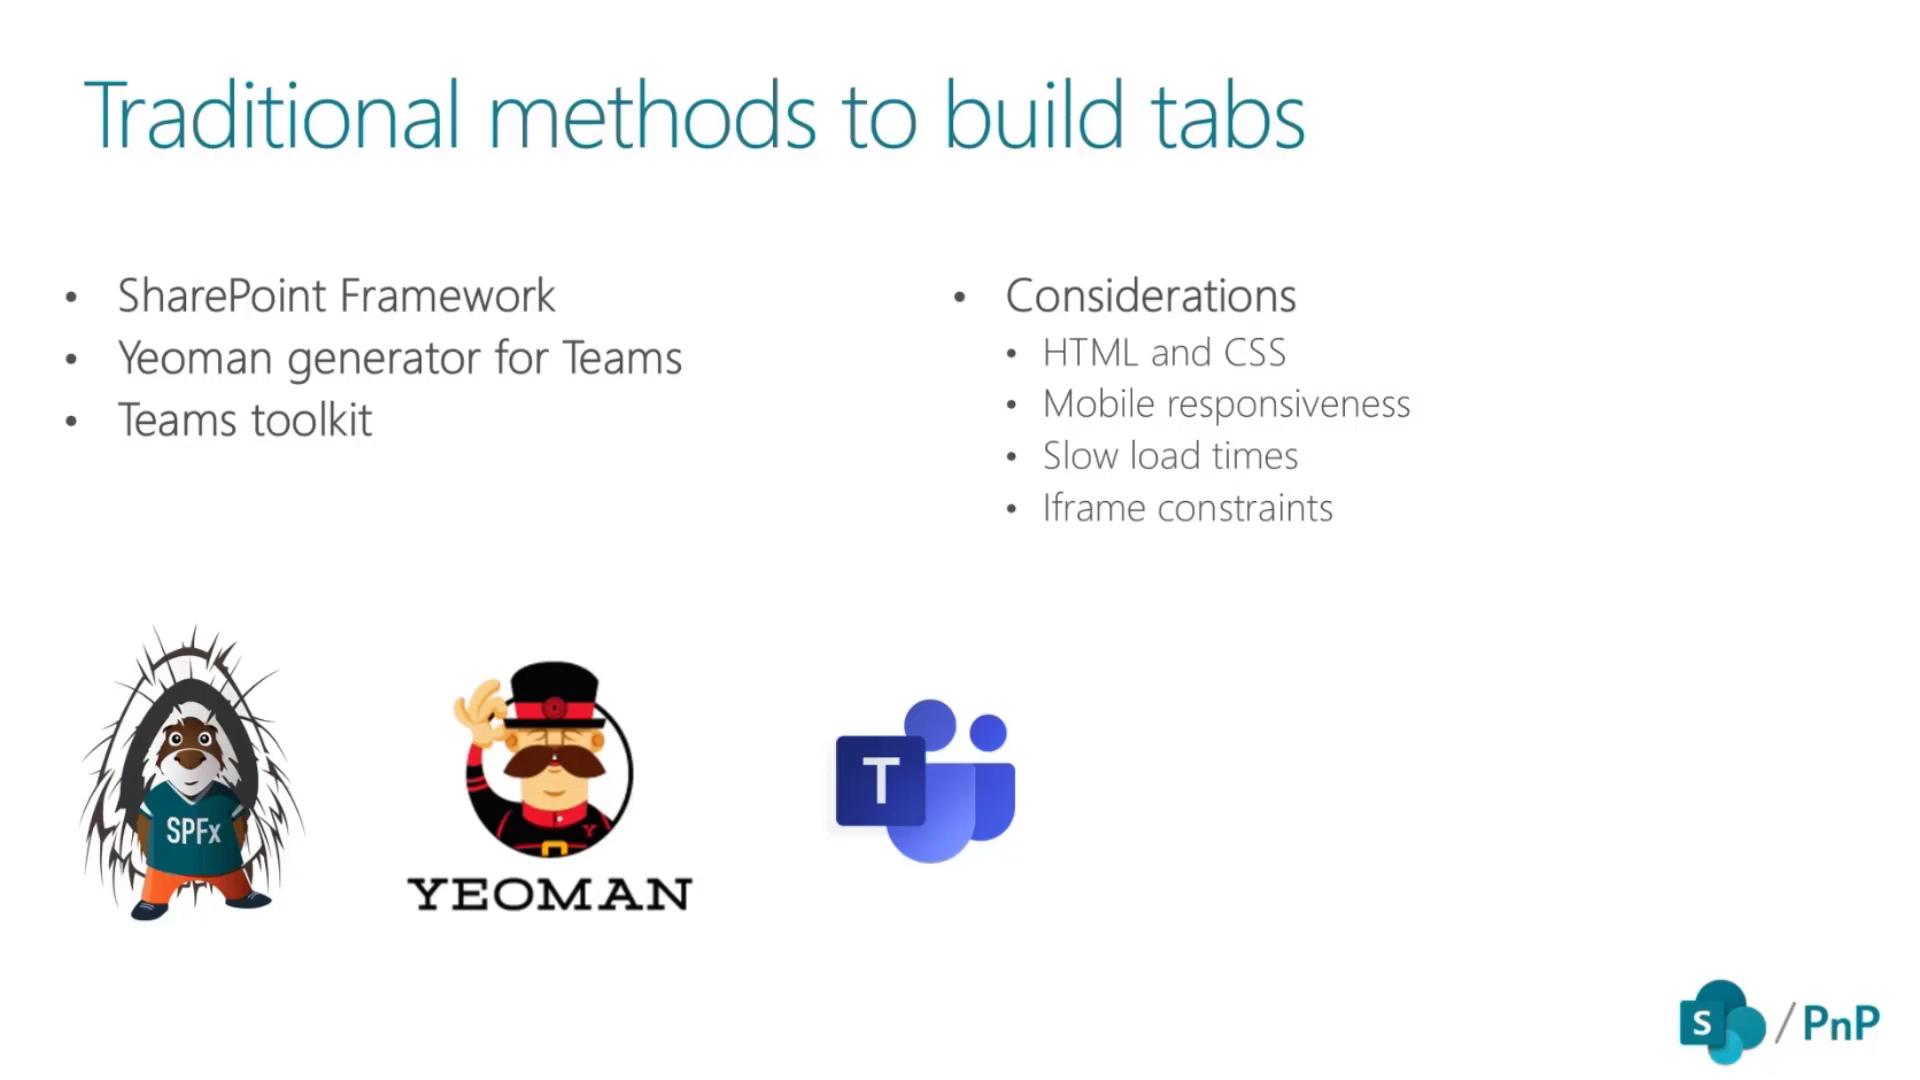 Traditional methods to build tabs
• SharePoint Framework
• Yeoman generator for Teams
• Teams toolkit
• Considerations
• HTML and CSS
• Mobile responsiveness
• Slow load times
• Iframe constraints
SPFx
Y
YEOMAN
T
S / PnP